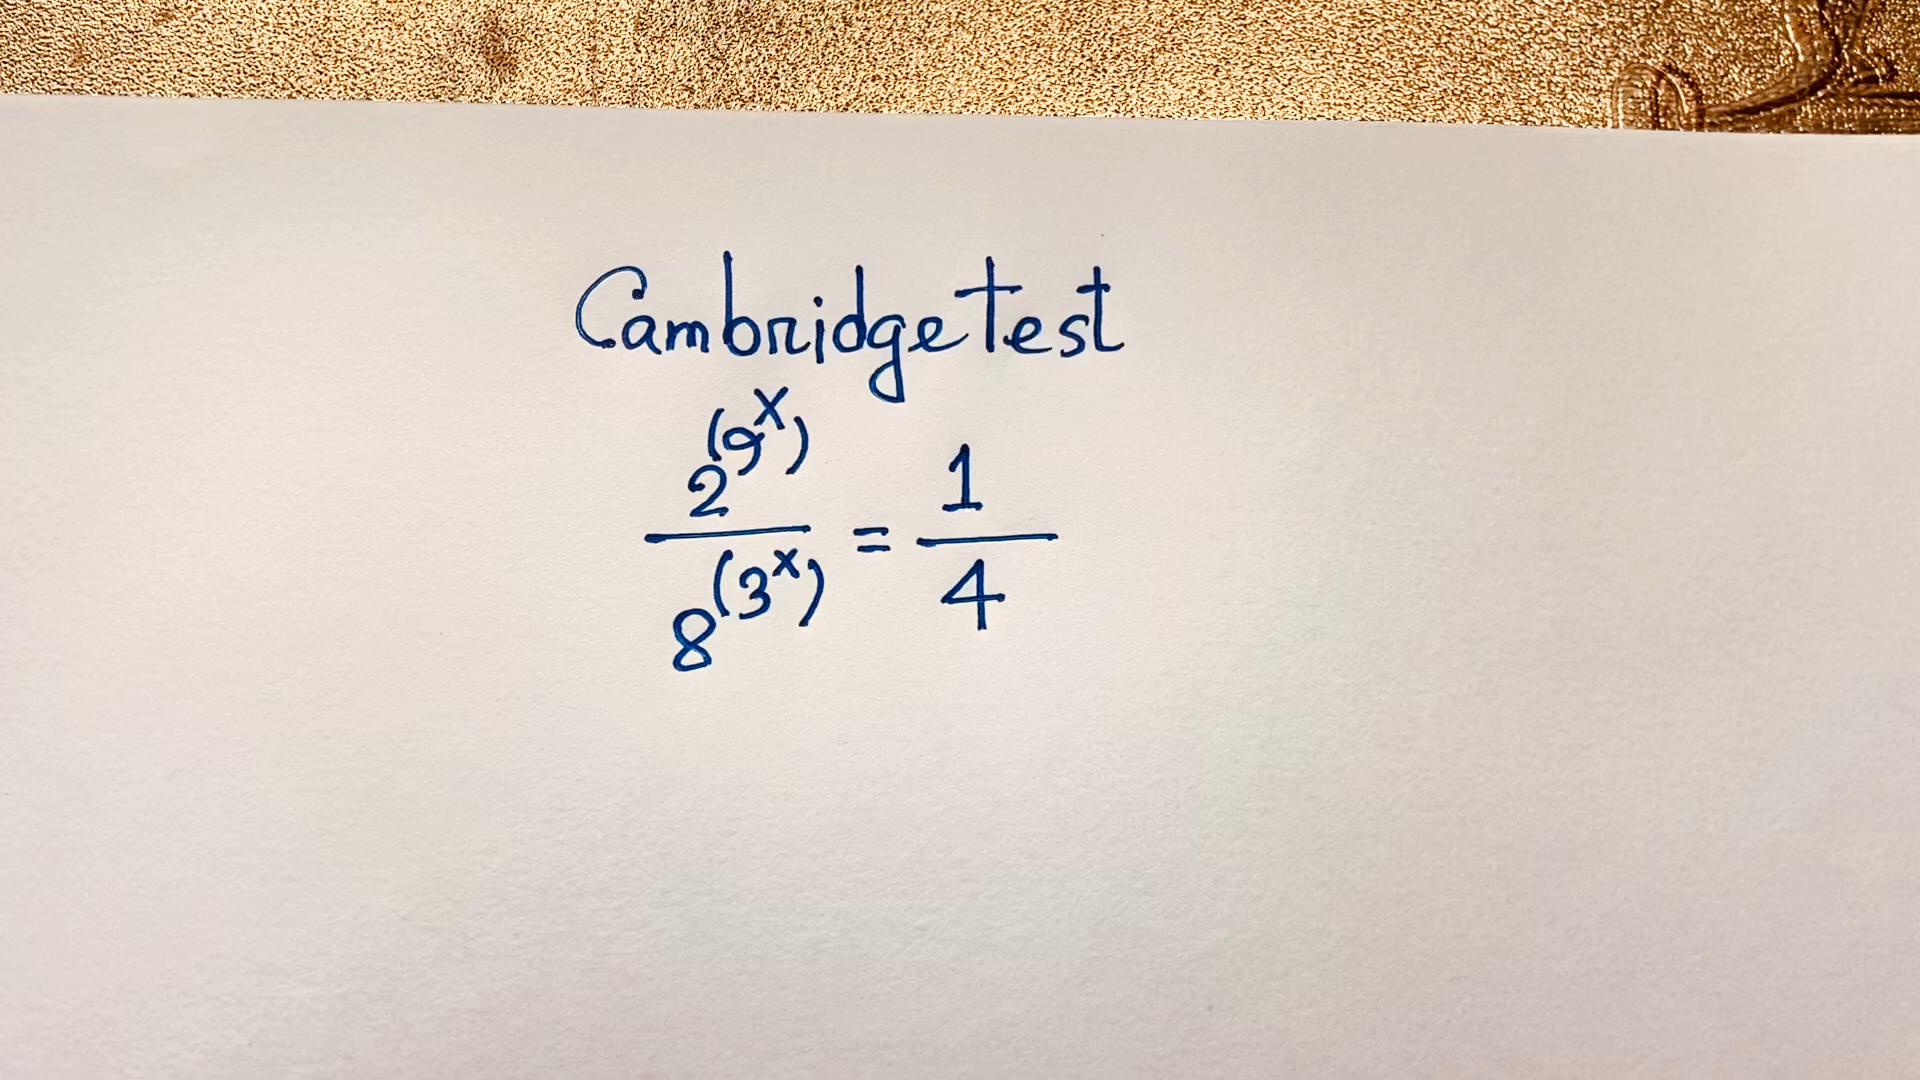 Cambridge Test
2^(9^x) / 8^(3^x) = 1/4